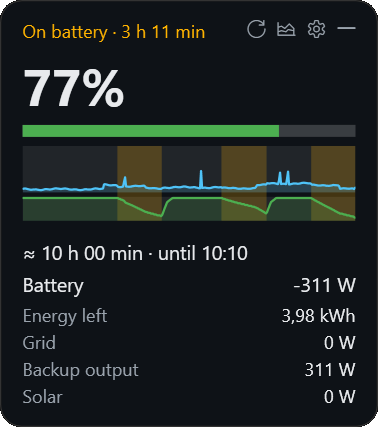 On battery · 3 h 11 min
77%
≈ 10 h 00 min · until 10:10
Battery -311 W
Energy left 3,98 kWh
Grid 0 W
Backup output 311 W
Solar 0 W